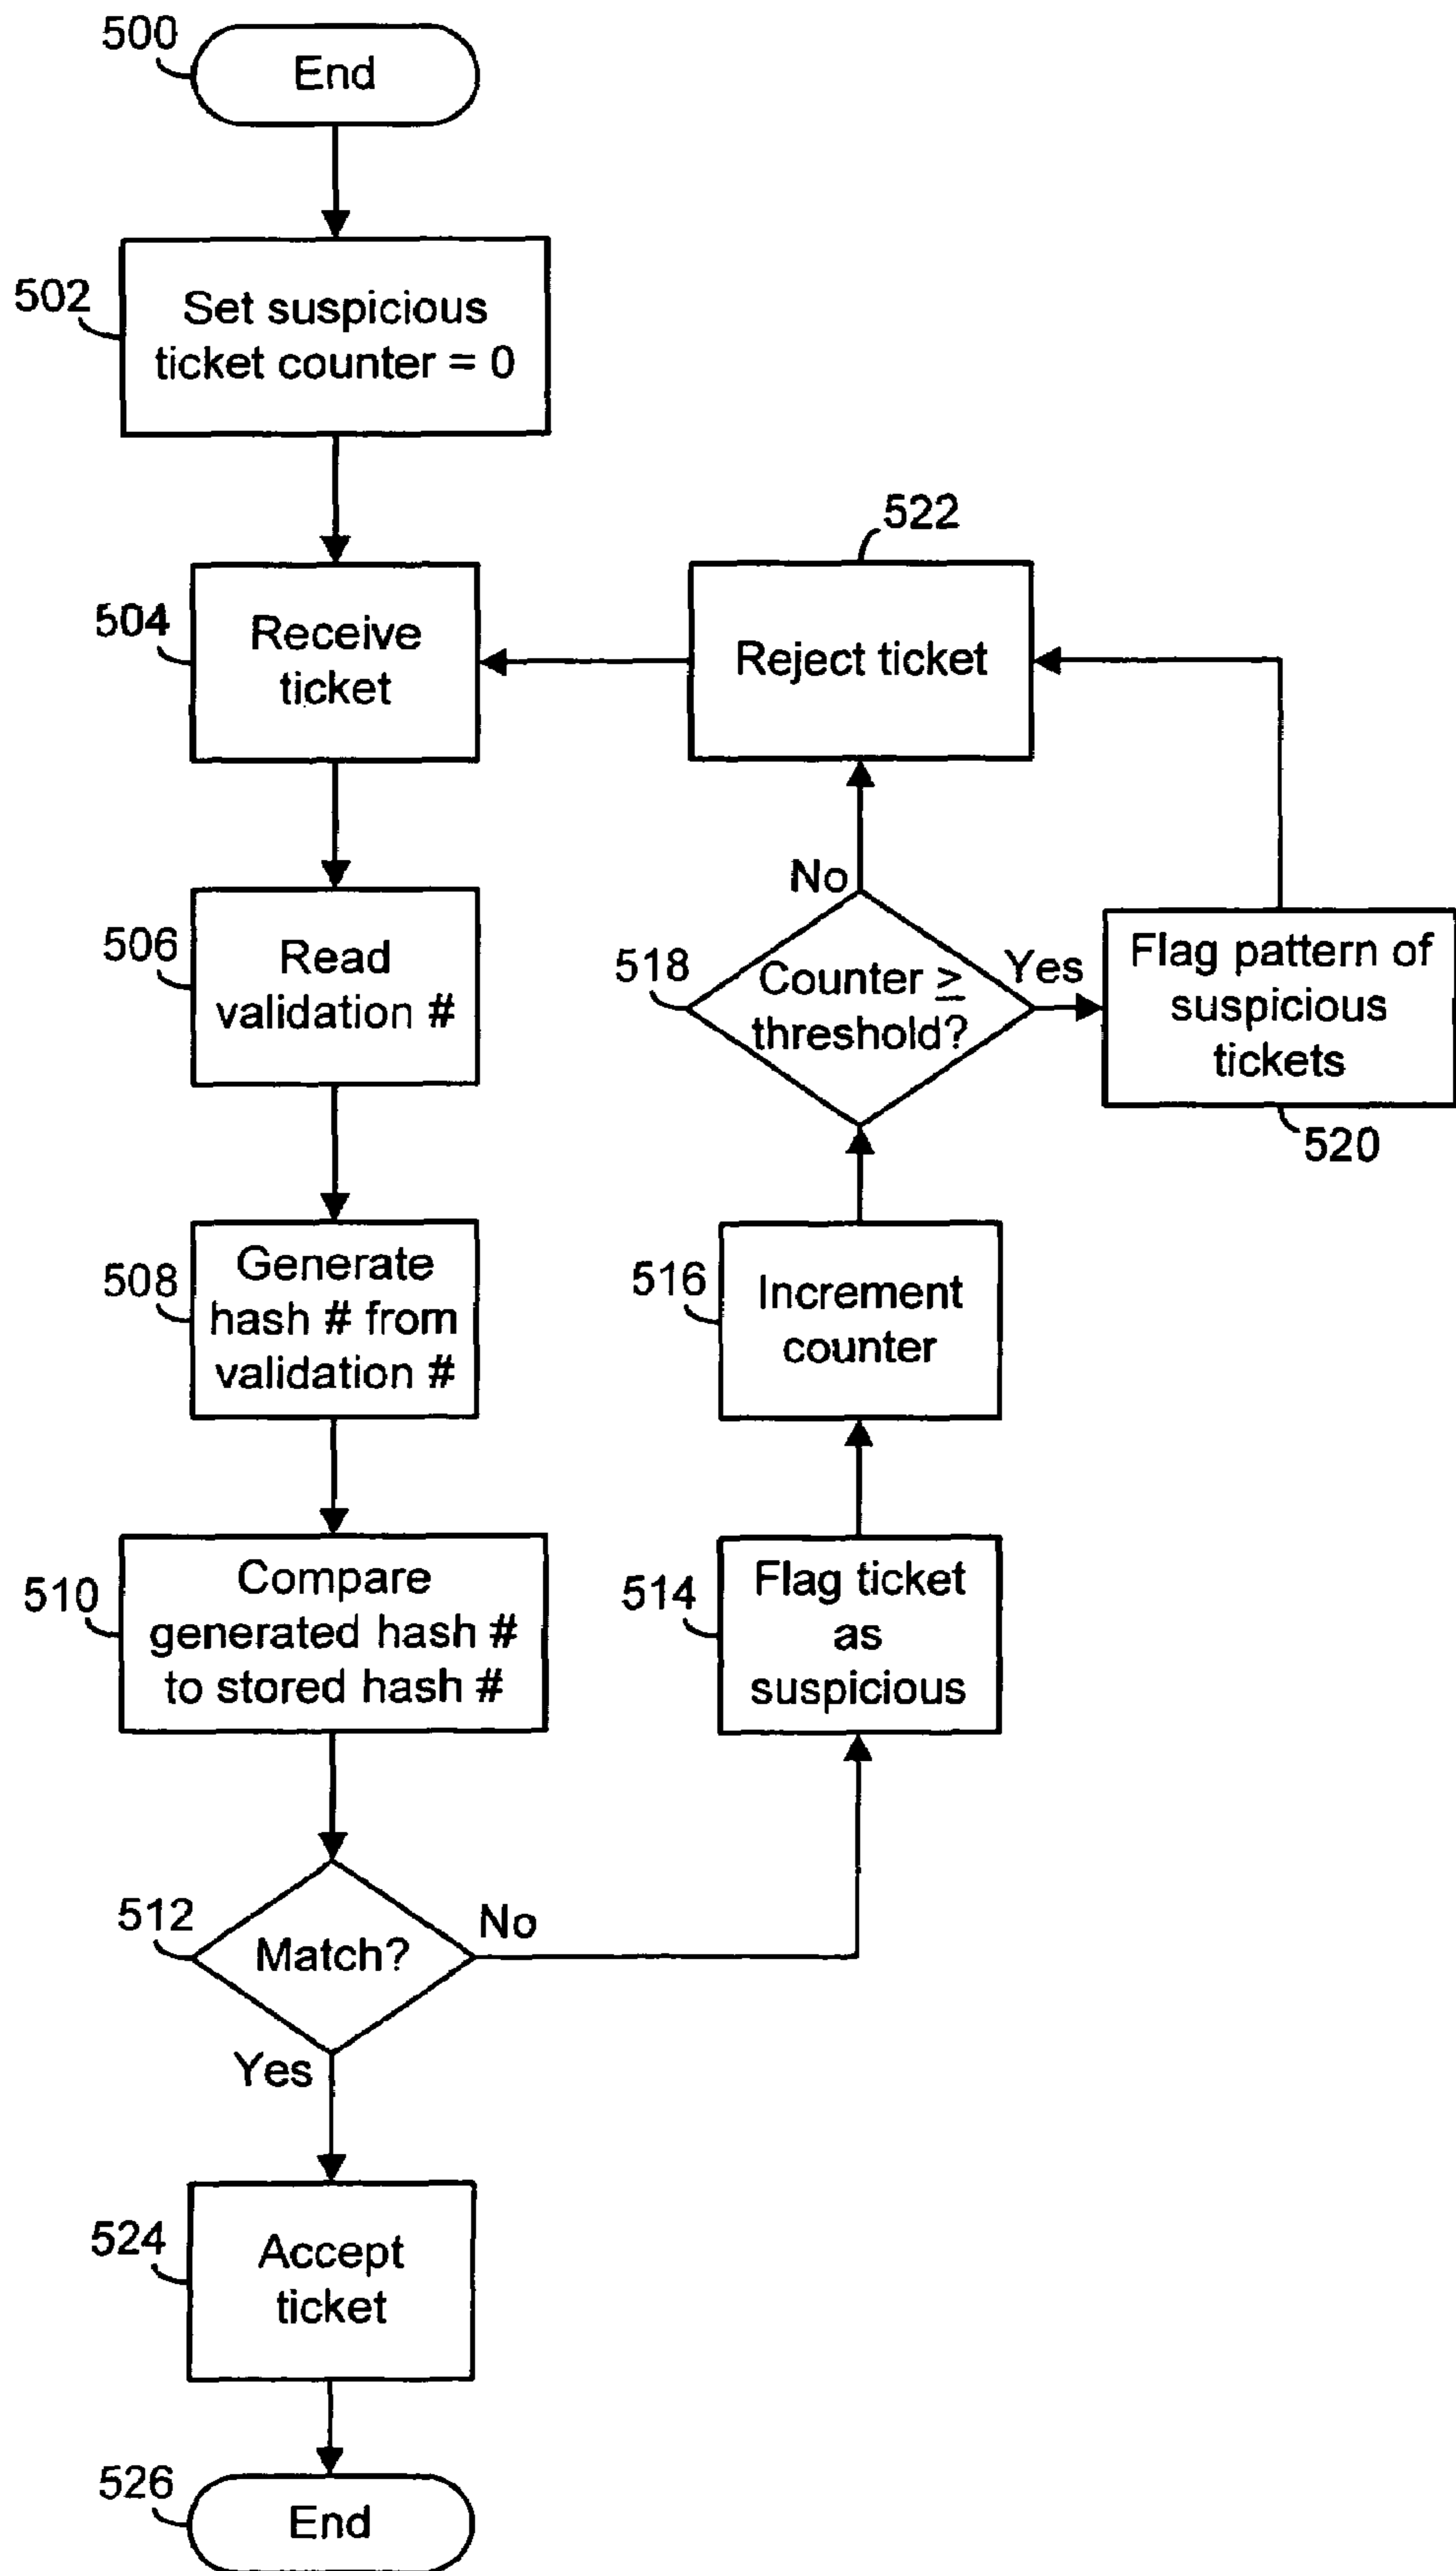 500
End
502
Set suspicious
ticket counter = 0
504
Receive
ticket
522
Reject ticket
506
Read
validation #
518
Counter ≥
threshold?
No
Yes
Flag pattern of
suspicious
tickets
520
508
Generate
hash # from
validation #
516
Increment
counter
510
Compare
generated hash #
to stored hash #
514
Flag ticket
as
suspicious
512
Match?
No
Yes
524
Accept
ticket
526
End